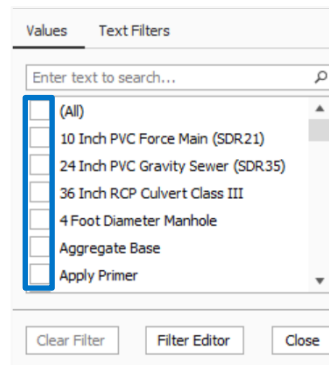 Values Text Filters
Enter text to search...
(All)
10 Inch PVC Force Main (SDR21)
24 Inch PVC Gravity Sewer (SDR35)
36 Inch RCP Culvert Class III
4 Foot Diameter Manhole
Aggregate Base
Apply Primer
Clear Filter Filter Editor Close